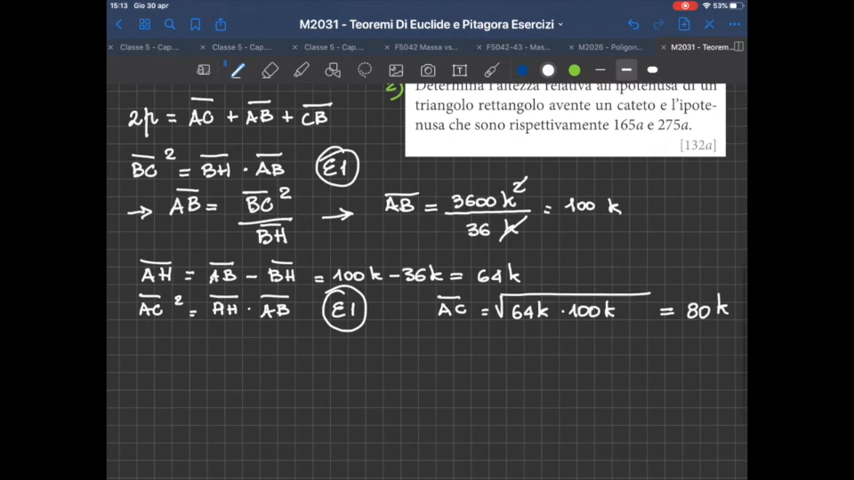 15:13 Gio 30 apr
53%
M2031 - Teoremi Di Euclide e Pitagora Esercizi
Classe 5 - Cap...
Classe 5 - Cap...
Classe 5 - Cap...
F5042 Massa vs...
F5042-43 - Mas...
M2026 - Poligon...
M2031 - Teorem...
2)
Determina l'altezza relativa all'ipotenusa di un
triangolo rettangolo avente un cateto e l'ipote-
nusa che sono rispettivamente 165a e 275a.
[132a]
2p = AC + AB + CB
BC² = BH · AB E1
→ AB = BC² / BH → AB = 3600 k² / 36 k = 100 k
AH = AB - BH = 100k - 36k = 64k
AC² = AH · AB E1 AC = √64k · 100k = 80k